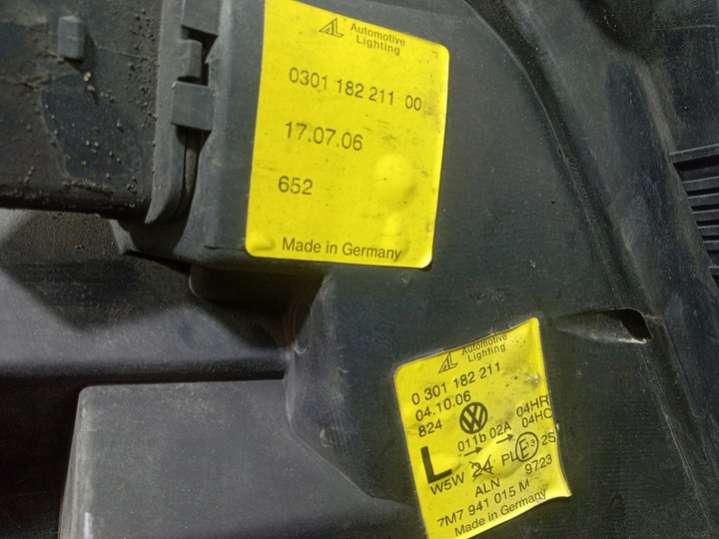 AL Automotive
Lighting
0301 182 211 00
17.07.06
652
Made in Germany
AL Automotive
Lighting
0 301 182 211
04.10.06
824 04HR
011b 02A 04HC
L
W5W 24 PL E 25
ALN 9723
7M7 941 015 M
Made in Germany